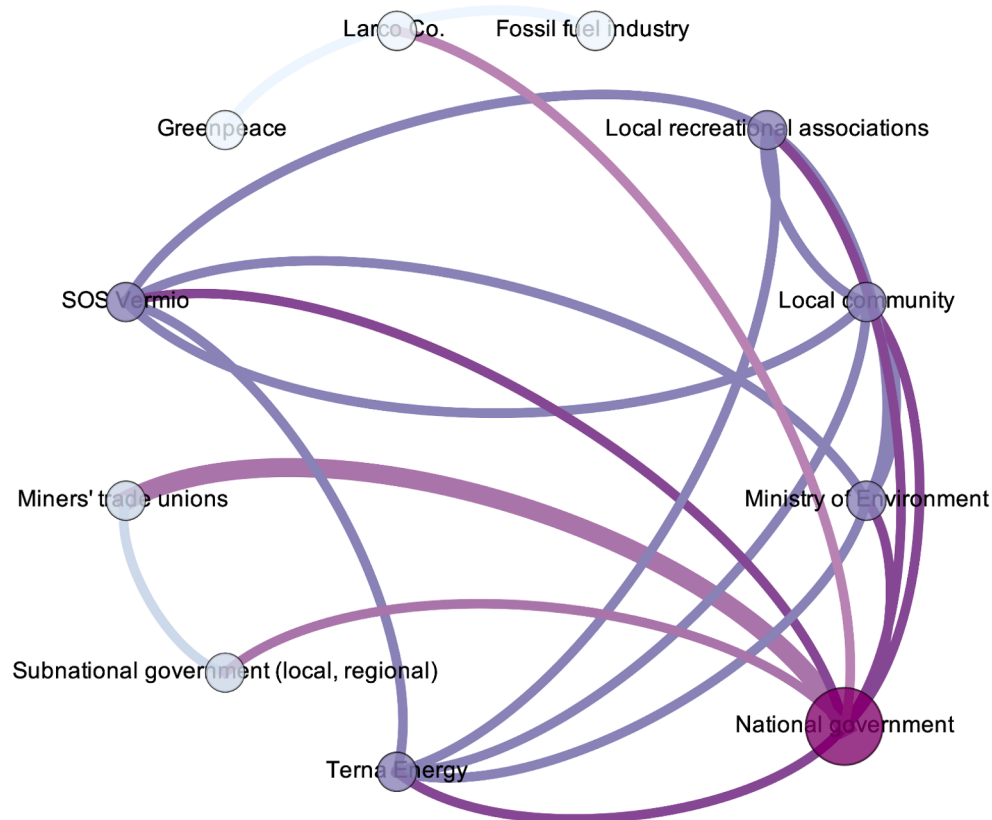 Larco Co.
Fossil fuel industry
Greenpeace
Local recreational associations
SOS Vermio
Local community
Miners' trade unions
Ministry of Environment
Subnational government (local, regional)
National government
Terna Energy